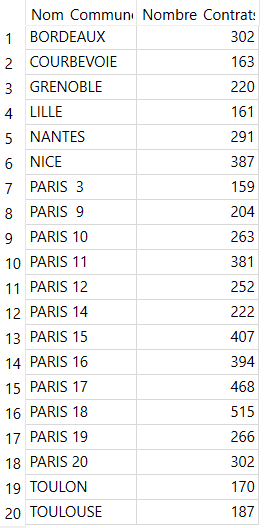 Nom Commune Nombre Contrats
1 BORDEAUX 302
2 COURBEVOIE 163
3 GRENOBLE 220
4 LILLE 161
5 NANTES 291
6 NICE 387
7 PARIS  3 159
8 PARIS  9 204
9 PARIS 10 263
10 PARIS 11 381
11 PARIS 12 252
12 PARIS 14 222
13 PARIS 15 407
14 PARIS 16 394
15 PARIS 17 468
16 PARIS 18 515
17 PARIS 19 266
18 PARIS 20 302
19 TOULON 170
20 TOULOUSE 187